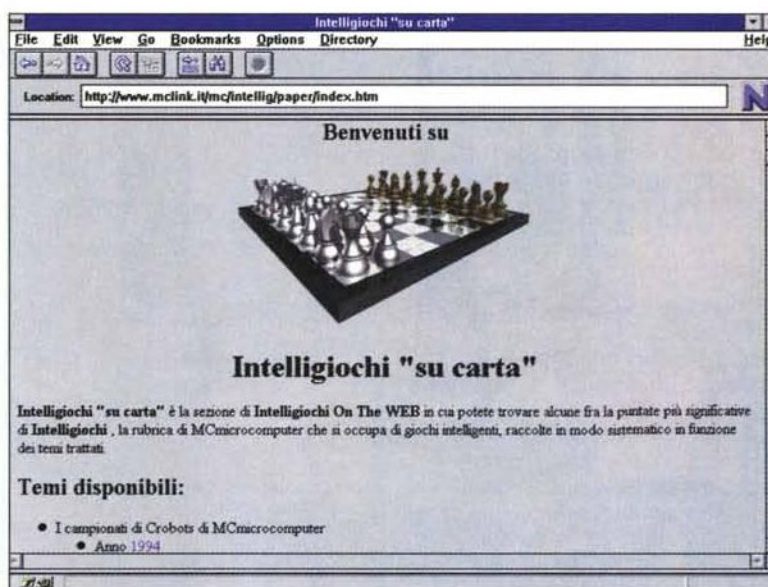 Intelligiochi "su carta"
File Edit View Go Bookmarks Options Directory Help
Location: http://www.mclink.it/mc/intellig/paper/index.htm
N
Benvenuti su
Intelligiochi "su carta"
Intelligiochi "su carta" è la sezione di Intelligiochi On The WEB in cui potete trovare alcune fra la puntate più significative
di Intelligiochi , la rubrica di MCmicrocomputer che si occupa di giochi intelligenti, raccolte in modo sistematico in funzione
dei temi trattati.
Temi disponibili:
I campionati di Crobots di MCmicrocomputer
Anno 1994